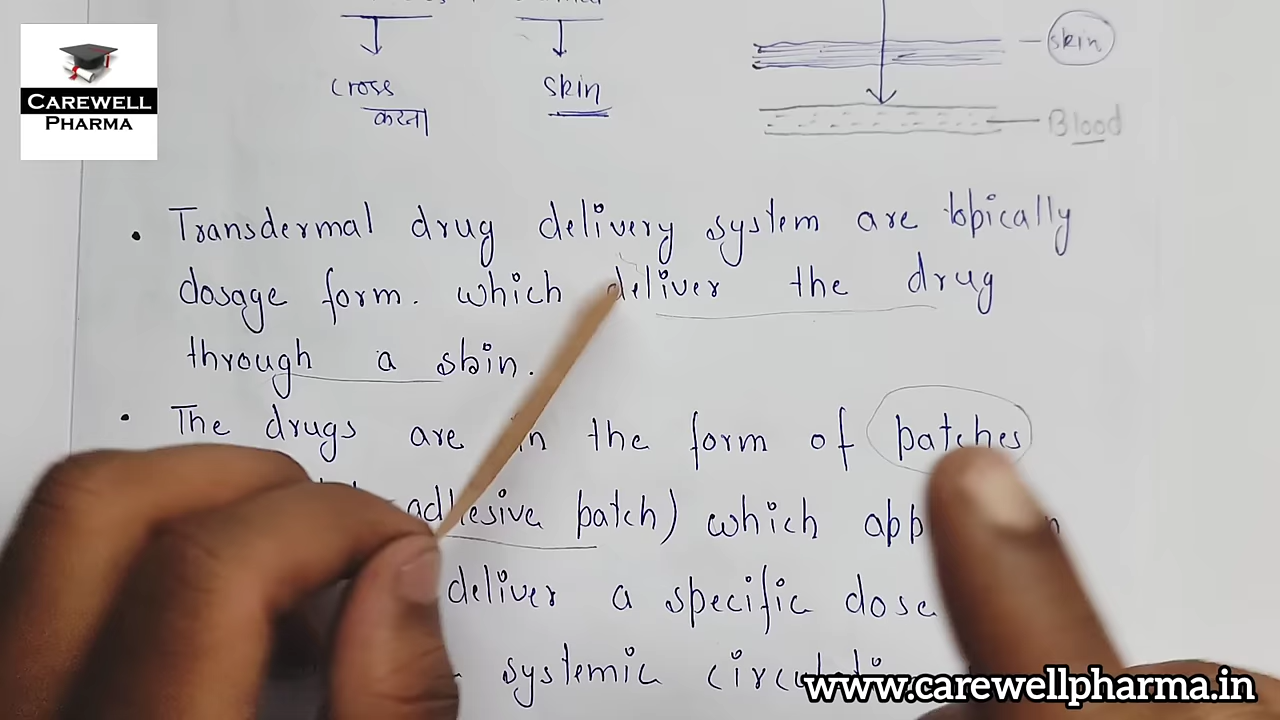 CAREWELL
PHARMA
cross
करना
skin
skin
Blood
• Transdermal drug delivery system are topically
dosage form. which deliver the drug
through a skin.
• The drugs are in the form of patches
adhesive patch) which
deliver a specific dose
systemic
www.carewellpharma.in